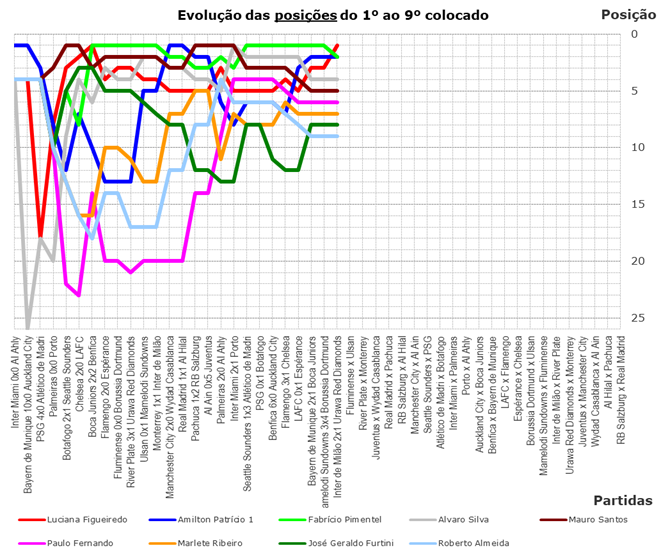 Evolução das posições do 1º ao 9º colocado
Posição
0
5
10
15
20
25
Inter Miami 0x0 Al Ahly
Bayern de Munique 10x0 Auckland City
PSG 4x0 Atlético de Madri
Palmeiras 0x0 Porto
Botafogo 2x1 Seattle Sounders
Chelsea 2x0 LAFC
Boca Juniors 2x2 Benfica
Flamengo 2x0 Espérance
Fluminense 0x0 Borussia Dortmund
River Plate 3x1 Urawa Red Diamonds
Ulsan 0x1 Mamelodi Sundowns
Monterrey 1x1 Inter de Milão
Manchester City 2x0 Wydad Casablanca
Real Madrid 1x1 Al Hilal
Pachuca 1x2 RB Salzburg
Al Ain 0x5 Juventus
Palmeiras 2x0 Al Ahly
Inter Miami 2x1 Porto
Seattle Sounders 1x3 Atlético de Madri
PSG 0x1 Botafogo
Benfica 6x0 Auckland City
Flamengo 3x1 Chelsea
LAFC 0x1 Espérance
Bayern de Munique 2x1 Boca Juniors
amelodi Sundowns 3x4 Borussia Dortmund
Inter de Milão 2x1 Urawa Red Diamonds
Fluminense x Ulsan
River Plate x Monterrey
Juventus x Wydad Casablanca
Real Madrid x Pachuca
RB Salzburg x Al Hilal
Manchester City x Al Ain
Seattle Sounders x PSG
Atlético de Madri x Botafogo
Inter Miami x Palmeiras
Porto x Al Ahly
Auckland City x Boca Juniors
Benfica x Bayern de Munique
LAFC x Flamengo
Espérance x Chelsea
Borussia Dortmund x Ulsan
Mamelodi Sundowns x Fluminense
Inter de Milão x River Plate
Urawa Red Diamonds x Monterrey
Juventus x Manchester City
Wydad Casablanca x Al Ain
Al Hilal x Pachuca
RB Salzburg x Real Madrid
Partidas
Luciana Figueiredo
Amilton Patrício 1
Fabrício Pimentel
Alvaro Silva
Mauro Santos
Paulo Fernando
Marlete Ribeiro
José Geraldo Furtini
Roberto Almeida